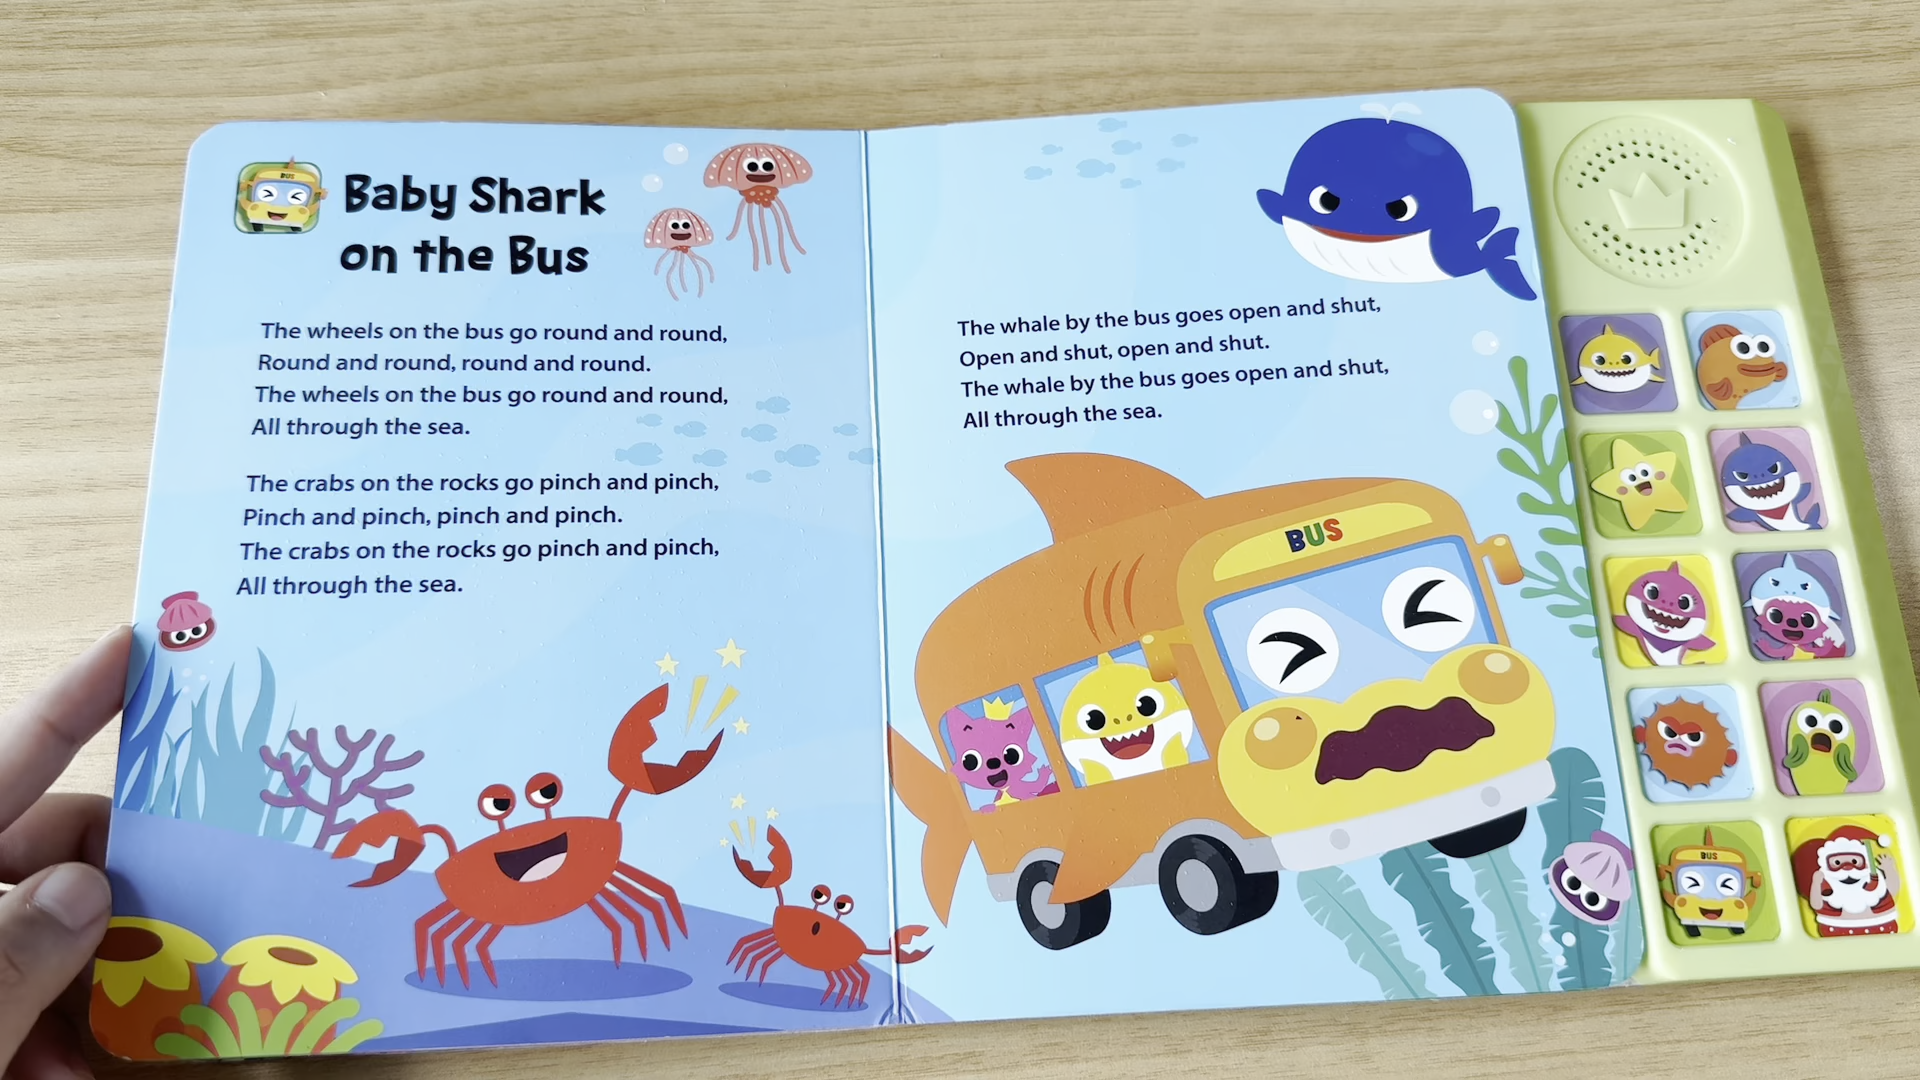 BUS
Baby Shark
on the Bus
The wheels on the bus go round and round,
Round and round, round and round.
The wheels on the bus go round and round,
All through the sea.
The crabs on the rocks go pinch and pinch,
Pinch and pinch, pinch and pinch.
The crabs on the rocks go pinch and pinch,
All through the sea.
The whale by the bus goes open and shut,
Open and shut, open and shut.
The whale by the bus goes open and shut,
All through the sea.
BUS
BUS